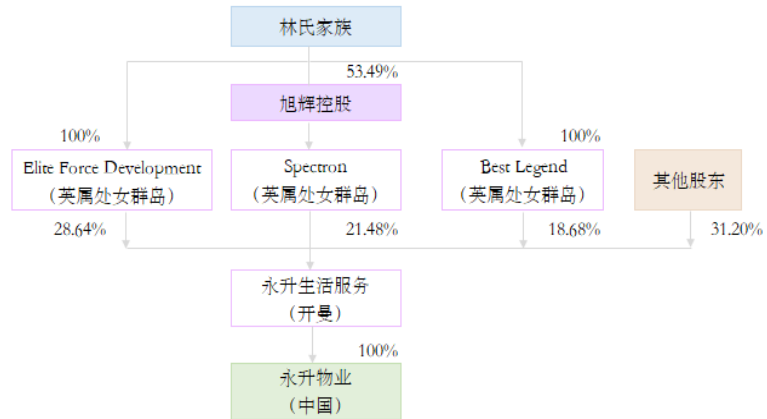 林氏家族
53.49%
旭辉控股
100%
100%
Elite Force Development
（英属处女群岛）
Spectron
（英属处女群岛）
Best Legend
（英属处女群岛）
其他股东
28.64%
21.48%
18.68%
31.20%
永升生活服务
（开曼）
100%
永升物业
（中国）